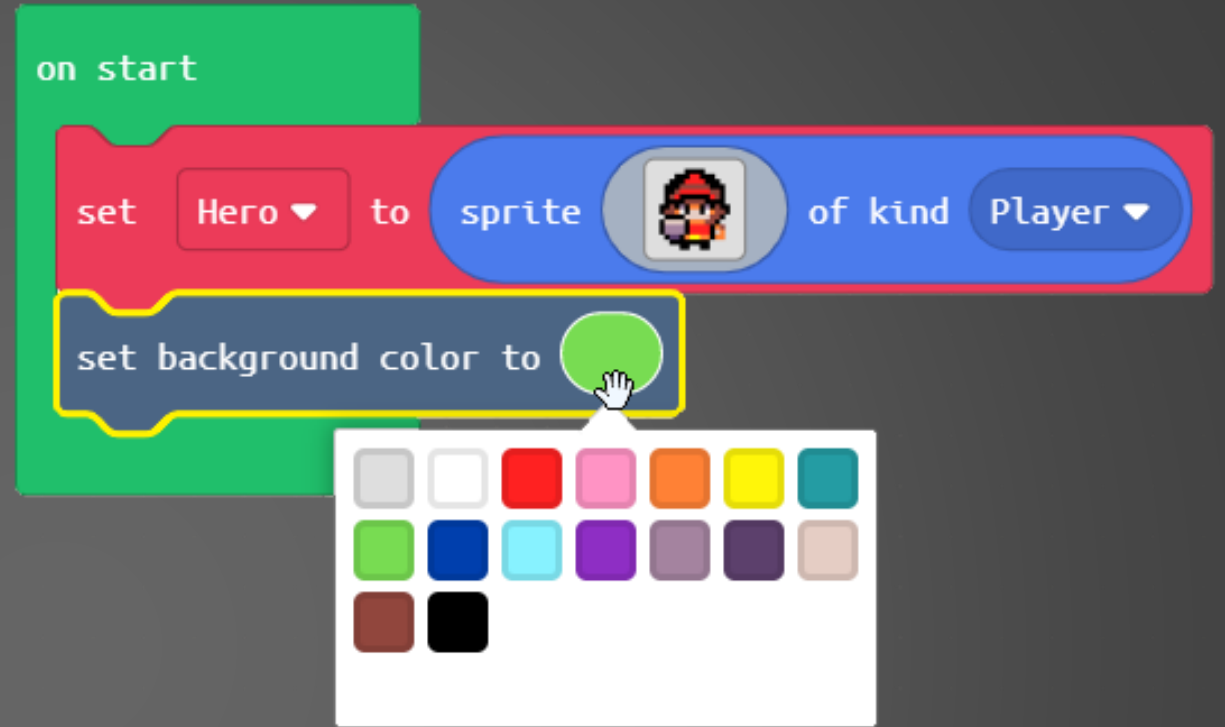 on start
set Hero to sprite of kind Player
set background color to